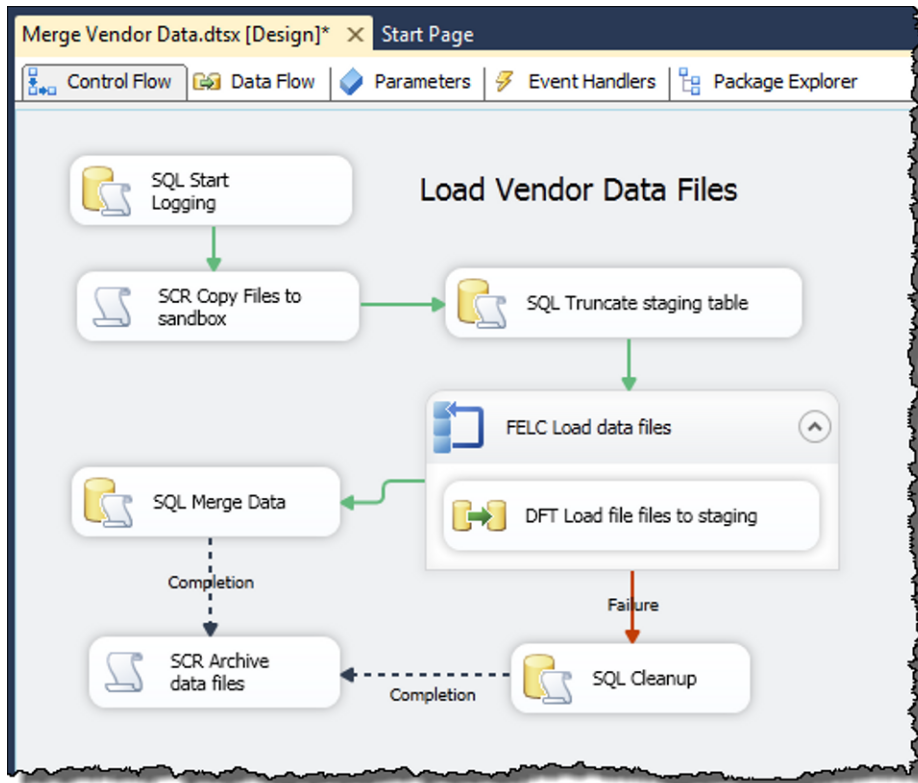 Merge Vendor Data.dtsx [Design]* Start Page
Control Flow Data Flow Parameters Event Handlers Package Explorer
SQL Start
Logging
Load Vendor Data Files
SCR Copy Files to
sandbox
SQL Truncate staging table
FELC Load data files
SQL Merge Data
DFT Load file files to staging
Completion
Failure
SCR Archive
data files
SQL Cleanup
Completion